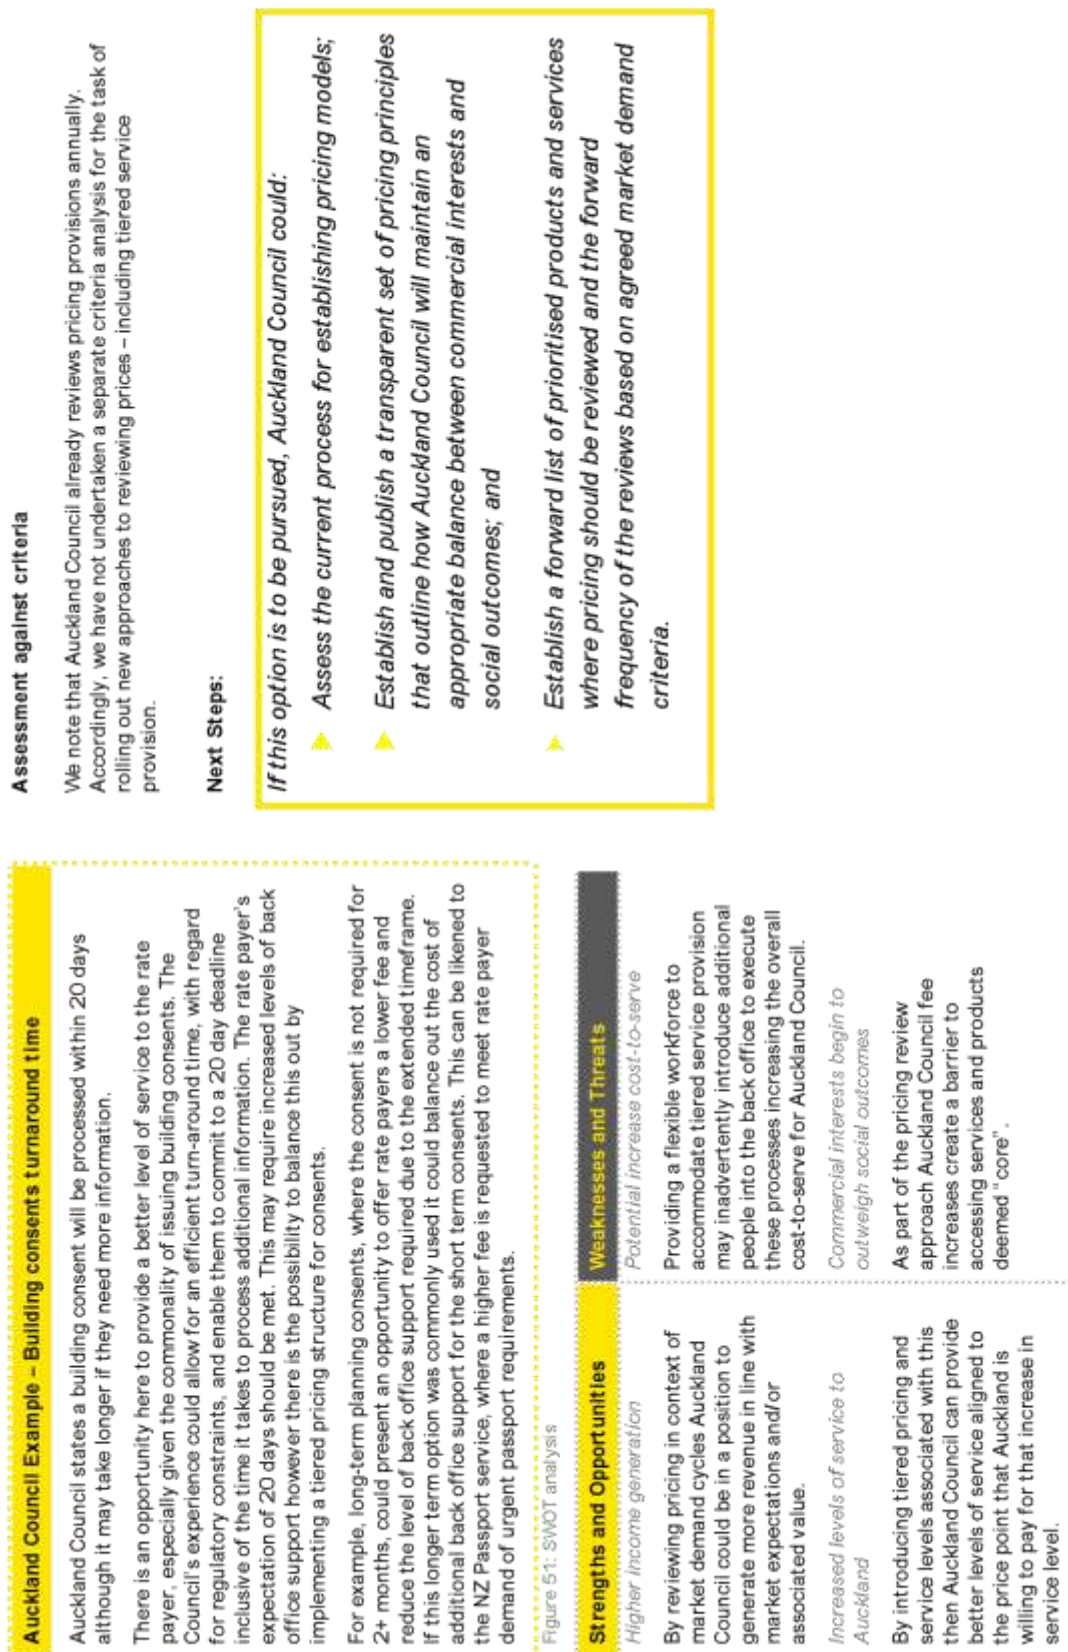 Auckland Council Example – Building consents turnaround time
Auckland Council states a building consent will be processed within 20 days
although it may take longer if they need more information.
There is an opportunity here to provide a better level of service to the rate
payer, especially given the commonality of issuing building consents. The
Council's experience could allow for an efficient turn-around time, with regard
for regulatory constraints, and enable them to commit to a 20 day deadline
inclusive of the time it takes to process additional information. The rate payer's
expectation of 20 days should be met. This may require increased levels of back
office support however there is the possibility to balance this out by
implementing a tiered pricing structure for consents.
For example, long-term planning consents, where the consent is not required for
2+ months, could present an opportunity to offer rate payers a lower fee and
reduce the level of back office support required due to the extended timeframe.
If this longer term option was commonly used it could balance out the cost of
additional back office support for the short term consents. This can be likened to
the NZ Passport service, where a higher fee is requested to meet rate payer
demand of urgent passport requirements.
Figure 51: SWOT analysis
Strengths and Opportunities
Higher income generation
By reviewing pricing in context of
market demand cycles Auckland
Council could be in a position to
generate more revenue in line with
market expectations and/or
associated value.
Increased levels of service to
Auckland
By introducing tiered pricing and
service levels associated with this
then Auckland Council can provide
better levels of service aligned to
the price point that Auckland is
willing to pay for that increase in
service level.
Weaknesses and Threats
Potential increase cost-to-serve
Providing a flexible workforce to
accommodate tiered service provision
may inadvertently introduce additional
people into the back office to execute
these processes increasing the overall
cost-to-serve for Auckland Council.
Commercial interests begin to
outweigh social outcomes
As part of the pricing review
approach Auckland Council fee
increases create a barrier to
accessing services and products
deemed "core".
Assessment against criteria
We note that Auckland Council already reviews pricing provisions annually.
Accordingly, we have not undertaken a separate criteria analysis for the task of
rolling out new approaches to reviewing prices – including tiered service
provision.
Next Steps:
If this option is to be pursued, Auckland Council could:
Assess the current process for establishing pricing models;
Establish and publish a transparent set of pricing principles
that outline how Auckland Council will maintain an
appropriate balance between commercial interests and
social outcomes; and
Establish a forward list of prioritised products and services
where pricing should be reviewed and the forward
frequency of the reviews based on agreed market demand
criteria.